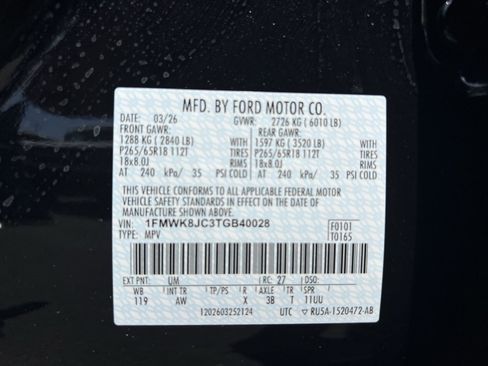 MFD. BY FORD MOTOR CO.
DATE: 03/26 GVWR: 2726 KG ( 6010 LB)
FRONT GAWR: REAR GAWR:
1288 KG ( 2840 LB) 1597 KG ( 3520 LB)
P265/65R18 112T TIRES P265/65R18 112T TIRES
18x8.0J RIMS 18x8.0J RIMS
AT 240 kPa/ 35 PSI COLD AT 240 kPa/ 35 PSI COLD
THIS VEHICLE CONFORMS TO ALL APPLICABLE FEDERAL MOTOR
VEHICLE SAFETY STANDARDS IN EFFECT ON THE DATE OF
MANUFACTURE SHOWN ABOVE.
VIN: 1FMWK8JC3TGB40028 F0101
TYPE: MPV T0165
EXT PNT: UM RC: 27 DSO:
WB INT TR TP/PS R AXLE TR SPR
119 AW X 3B T 11UU
1202603252124 UTC ▽ RU5A-1520472-AB